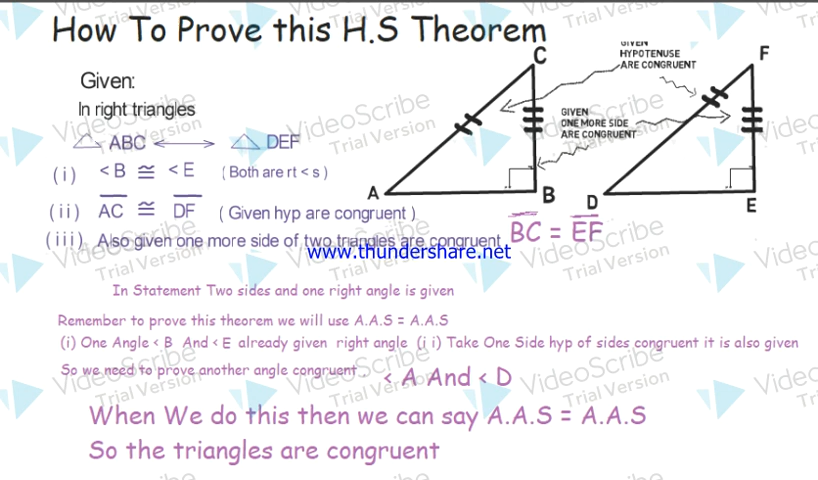 How To Prove this H.S Theorem
Given:
In right triangles
△ ABC ⟷ △ DEF
(i) <B ≅ <E (Both are rt <s)
(ii) AC ≅ DF (Given hyp are congruent)
(iii) Also given one more side of two triangles are congruent BC = EF
www.thundershare.net
GIVEN
HYPOTENUSE
ARE CONGRUENT
GIVEN
ONE MORE SIDE
ARE CONGRUENT
C
A
B
F
D
E
In Statement Two sides and one right angle is given
Remember to prove this theorem we will use A.A.S = A.A.S
(i) One Angle < B And < E already given right angle (i i) Take One Side hyp of sides congruent it is also given
So we need to prove another angle congruent . < A And < D
When We do this then we can say A.A.S = A.A.S
So the triangles are congruent
VideoScribe
Trial Version